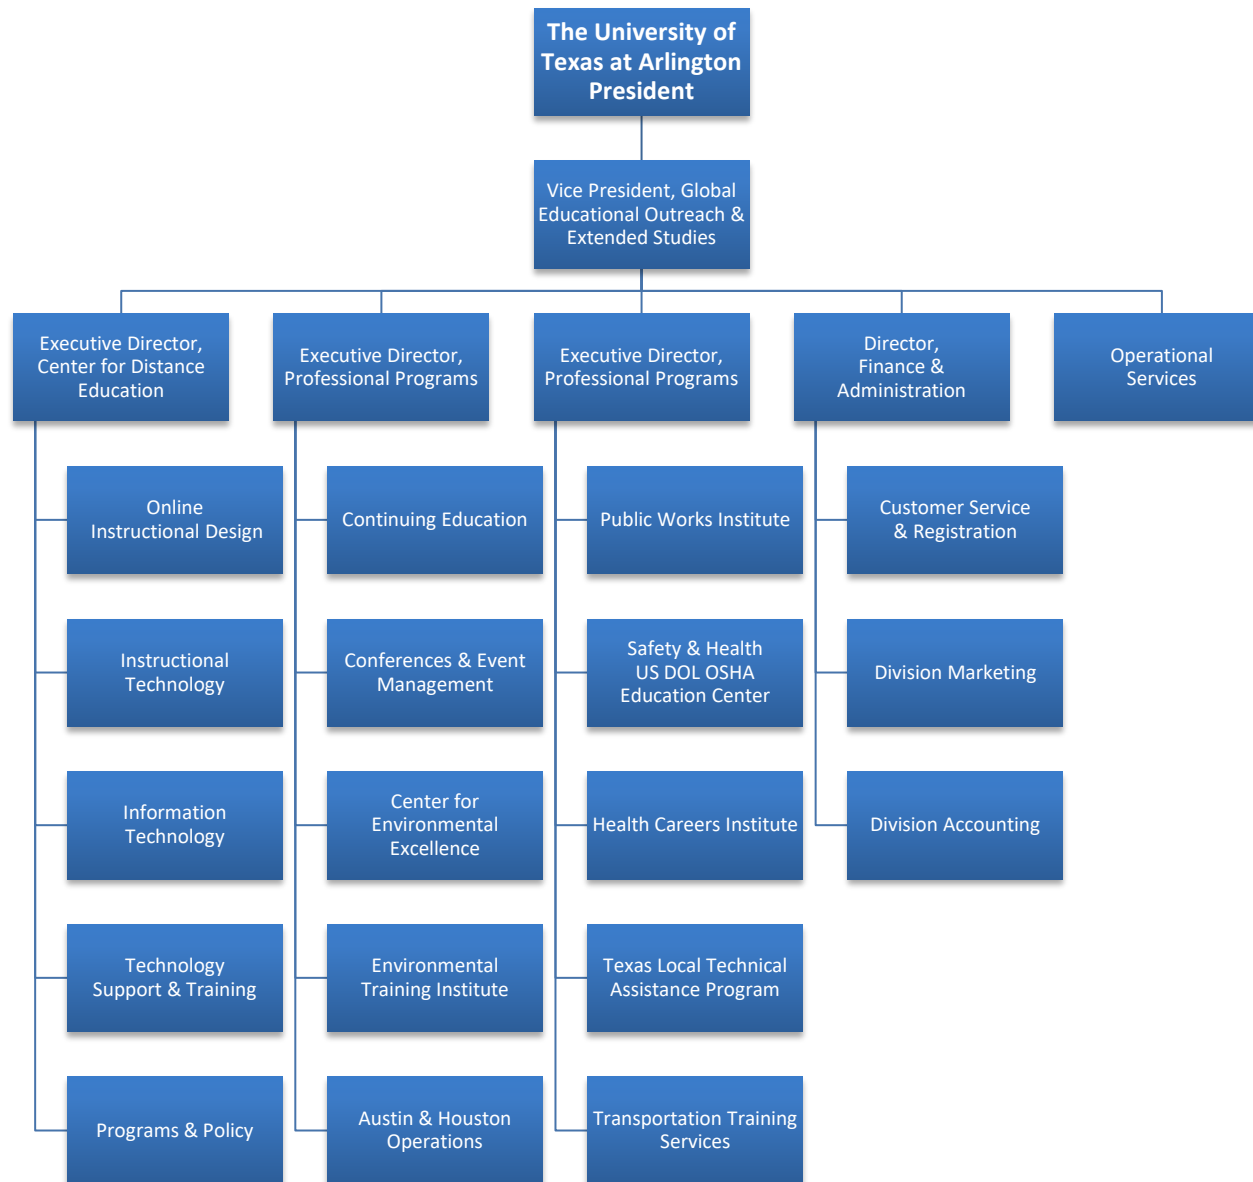 The University of
Texas at Arlington
President
Vice President, Global
Educational Outreach &
Extended Studies
Executive Director,
Center for Distance
Education
Executive Director,
Professional Programs
Executive Director,
Professional Programs
Director,
Finance &
Administration
Operational
Services
Online
Instructional Design
Continuing Education
Public Works Institute
Customer Service
& Registration
Instructional
Technology
Conferences & Event
Management
Safety & Health
US DOL OSHA
Education Center
Division Marketing
Information
Technology
Center for
Environmental
Excellence
Health Careers Institute
Division Accounting
Technology
Support & Training
Environmental
Training Institute
Texas Local Technical
Assistance Program
Programs & Policy
Austin & Houston
Operations
Transportation Training
Services